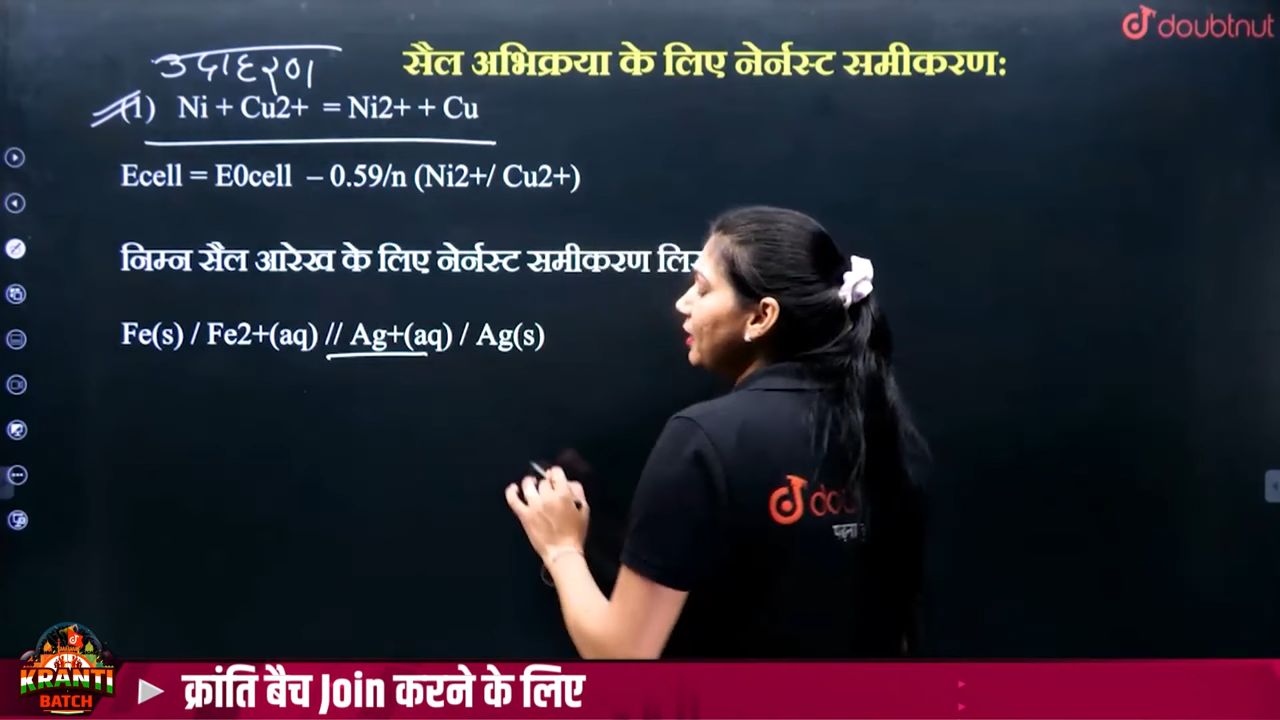 doubtnut
उदाहरण
सैल अभिक्रया के लिए नेर्नस्ट समीकरण:
(1) Ni + Cu2+ = Ni2+ + Cu
Ecell = E0cell – 0.59/n (Ni2+/ Cu2+)
निम्न सैल आरेख के लिए नेर्नस्ट समीकरण
Fe(s) / Fe2+(aq) // Ag+(aq) / Ag(s)
KRANTI
BATCH
क्रांति बैच Join करने के लिए